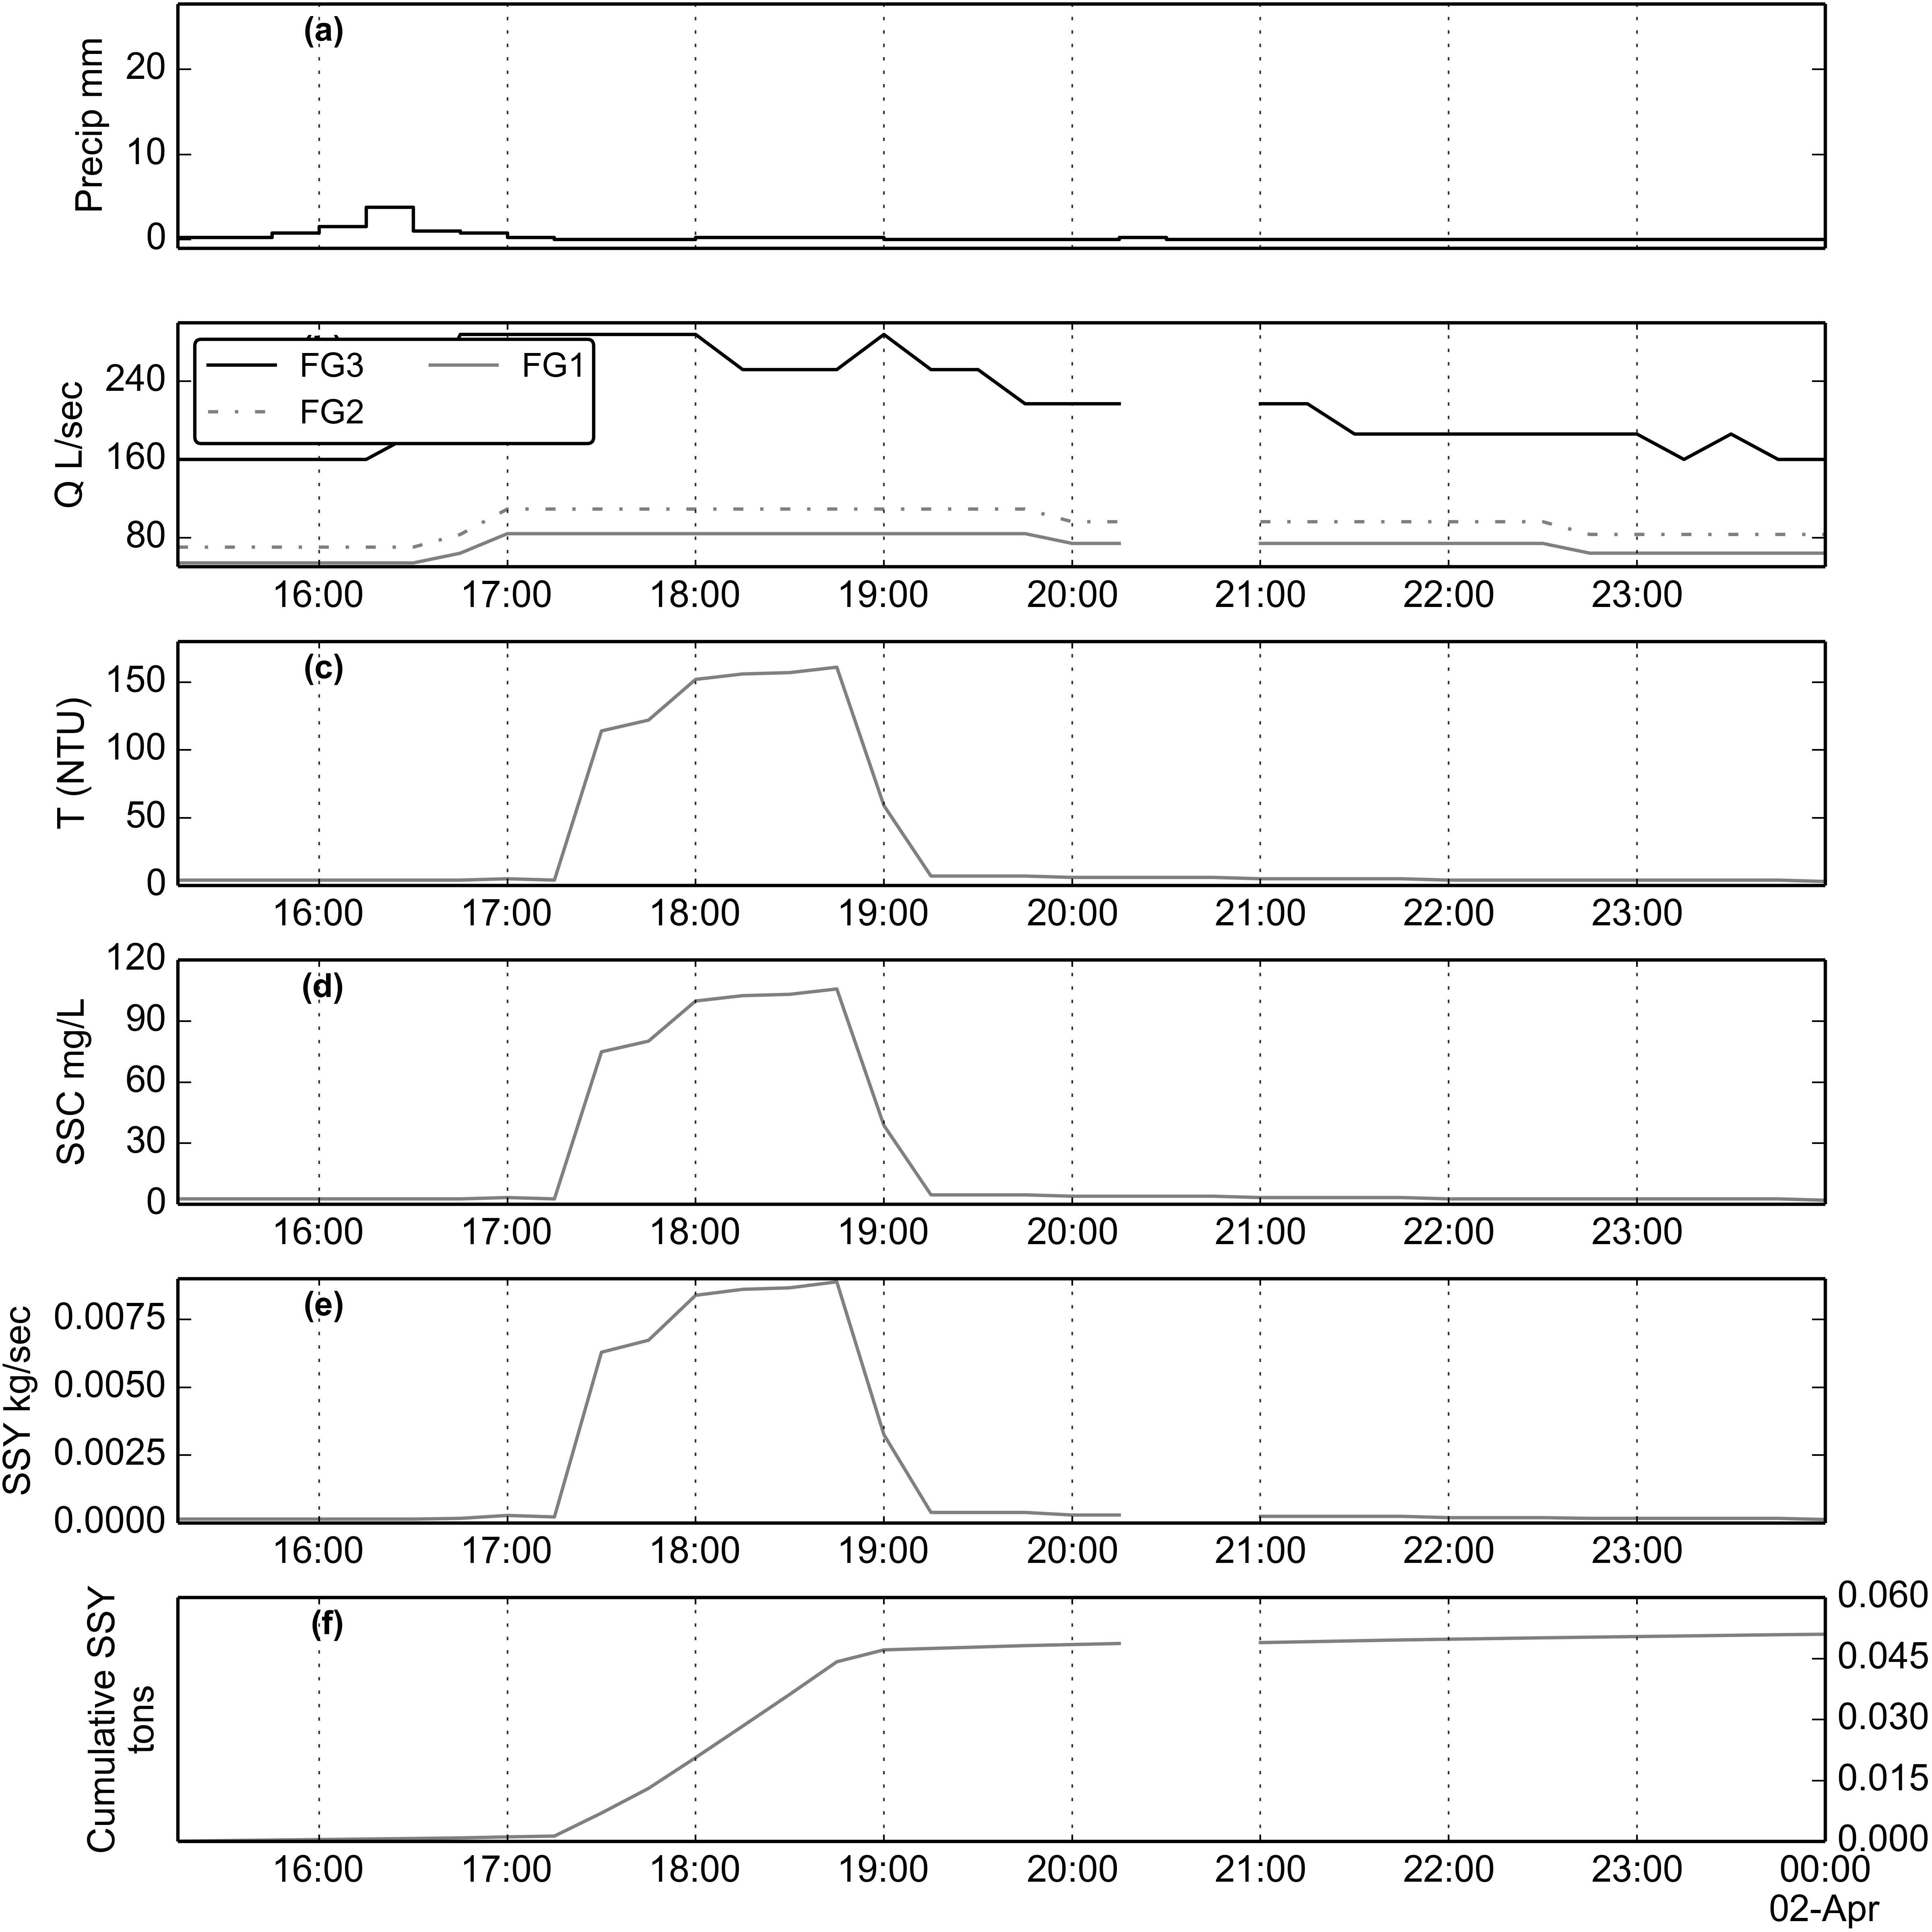 (a)
Precip mm
20
10
0
FG3 FG1
FG2
Q L/sec
240
160
80
16:00 17:00 18:00 19:00 20:00 21:00 22:00 23:00
(c)
T (NTU)
150
100
50
0
16:00 17:00 18:00 19:00 20:00 21:00 22:00 23:00
(d)
SSC mg/L
120
90
60
30
0
16:00 17:00 18:00 19:00 20:00 21:00 22:00 23:00
(e)
SSY kg/sec
0.0075
0.0050
0.0025
0.0000
16:00 17:00 18:00 19:00 20:00 21:00 22:00 23:00
(f)
Cumulative SSY
tons
0.060
0.045
0.030
0.015
0.000
16:00 17:00 18:00 19:00 20:00 21:00 22:00 23:00 00:00
02-Apr